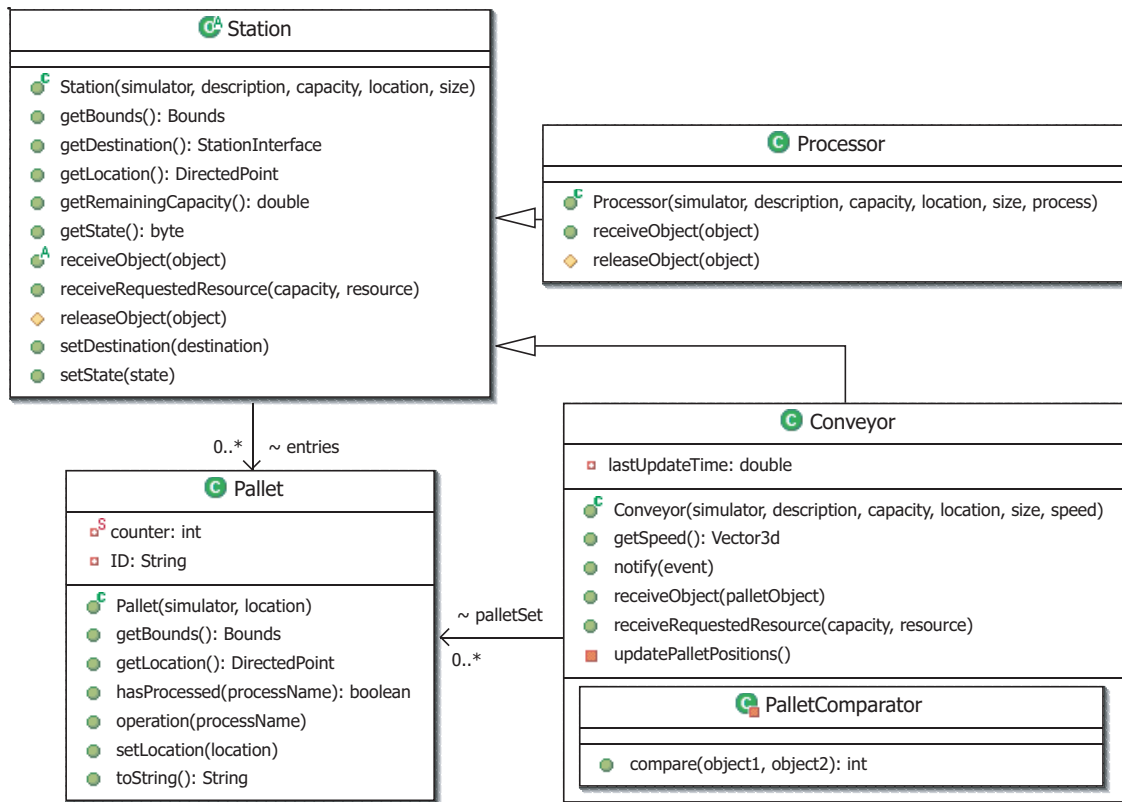 Station
Station(simulator, description, capacity, location, size)
getBounds(): Bounds
getDestination(): StationInterface
getLocation(): DirectedPoint
getRemainingCapacity(): double
getState(): byte
receiveObject(object)
receiveRequestedResource(capacity, resource)
releaseObject(object)
setDestination(destination)
setState(state)
Processor
Processor(simulator, description, capacity, location, size, process)
receiveObject(object)
releaseObject(object)
0..* ~ entries
Pallet
counter: int
ID: String
Pallet(simulator, location)
getBounds(): Bounds
getLocation(): DirectedPoint
hasProcessed(processName): boolean
operation(processName)
setLocation(location)
toString(): String
~ palletSet
0..*
Conveyor
lastUpdateTime: double
Conveyor(simulator, description, capacity, location, size, speed)
getSpeed(): Vector3d
notify(event)
receiveObject(palletObject)
receiveRequestedResource(capacity, resource)
updatePalletPositions()
PalletComparator
compare(object1, object2): int